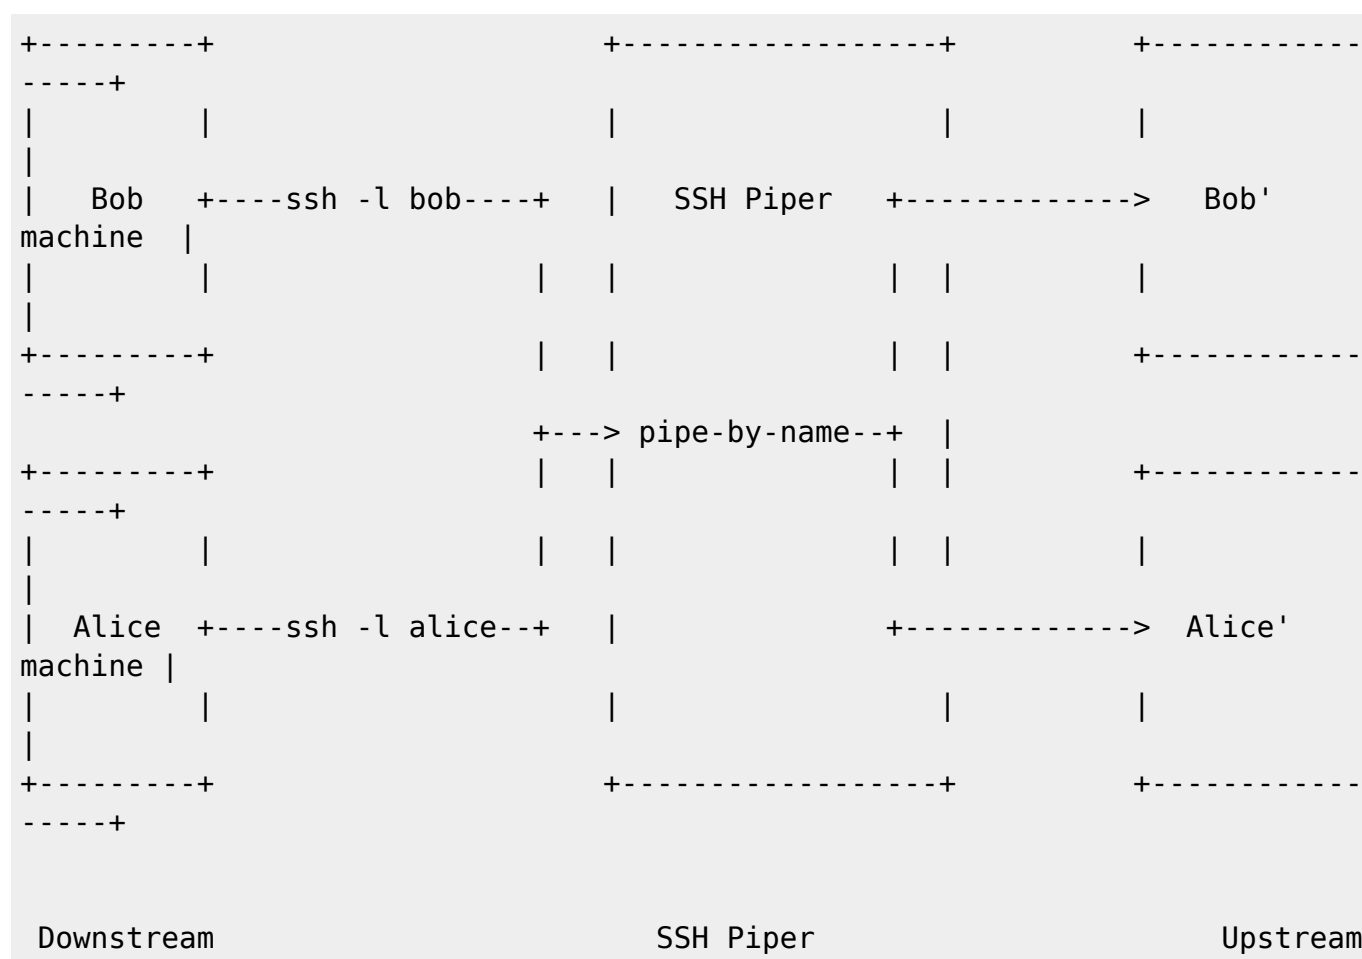 +---------+                      +------------------+          +------------
-----+
|         |                      |                  |          |
|
|   Bob   +----ssh -l bob----+   |   SSH Piper   +------------->   Bob'
machine  |
|         |                  |   |               |  |          |
|
+---------+                  |   |               |  |          +------------
-----+
                             +---> pipe-by-name--+  |
+---------+                  |   |               |  |          +------------
-----+
|         |                  |   |               |  |          |
|
|  Alice  +----ssh -l alice--+   |               +------------->  Alice'
machine |
|         |                      |                  |          |
|
+---------+                      +------------------+          +------------
-----+
 Downstream                         SSH Piper                       Upstream